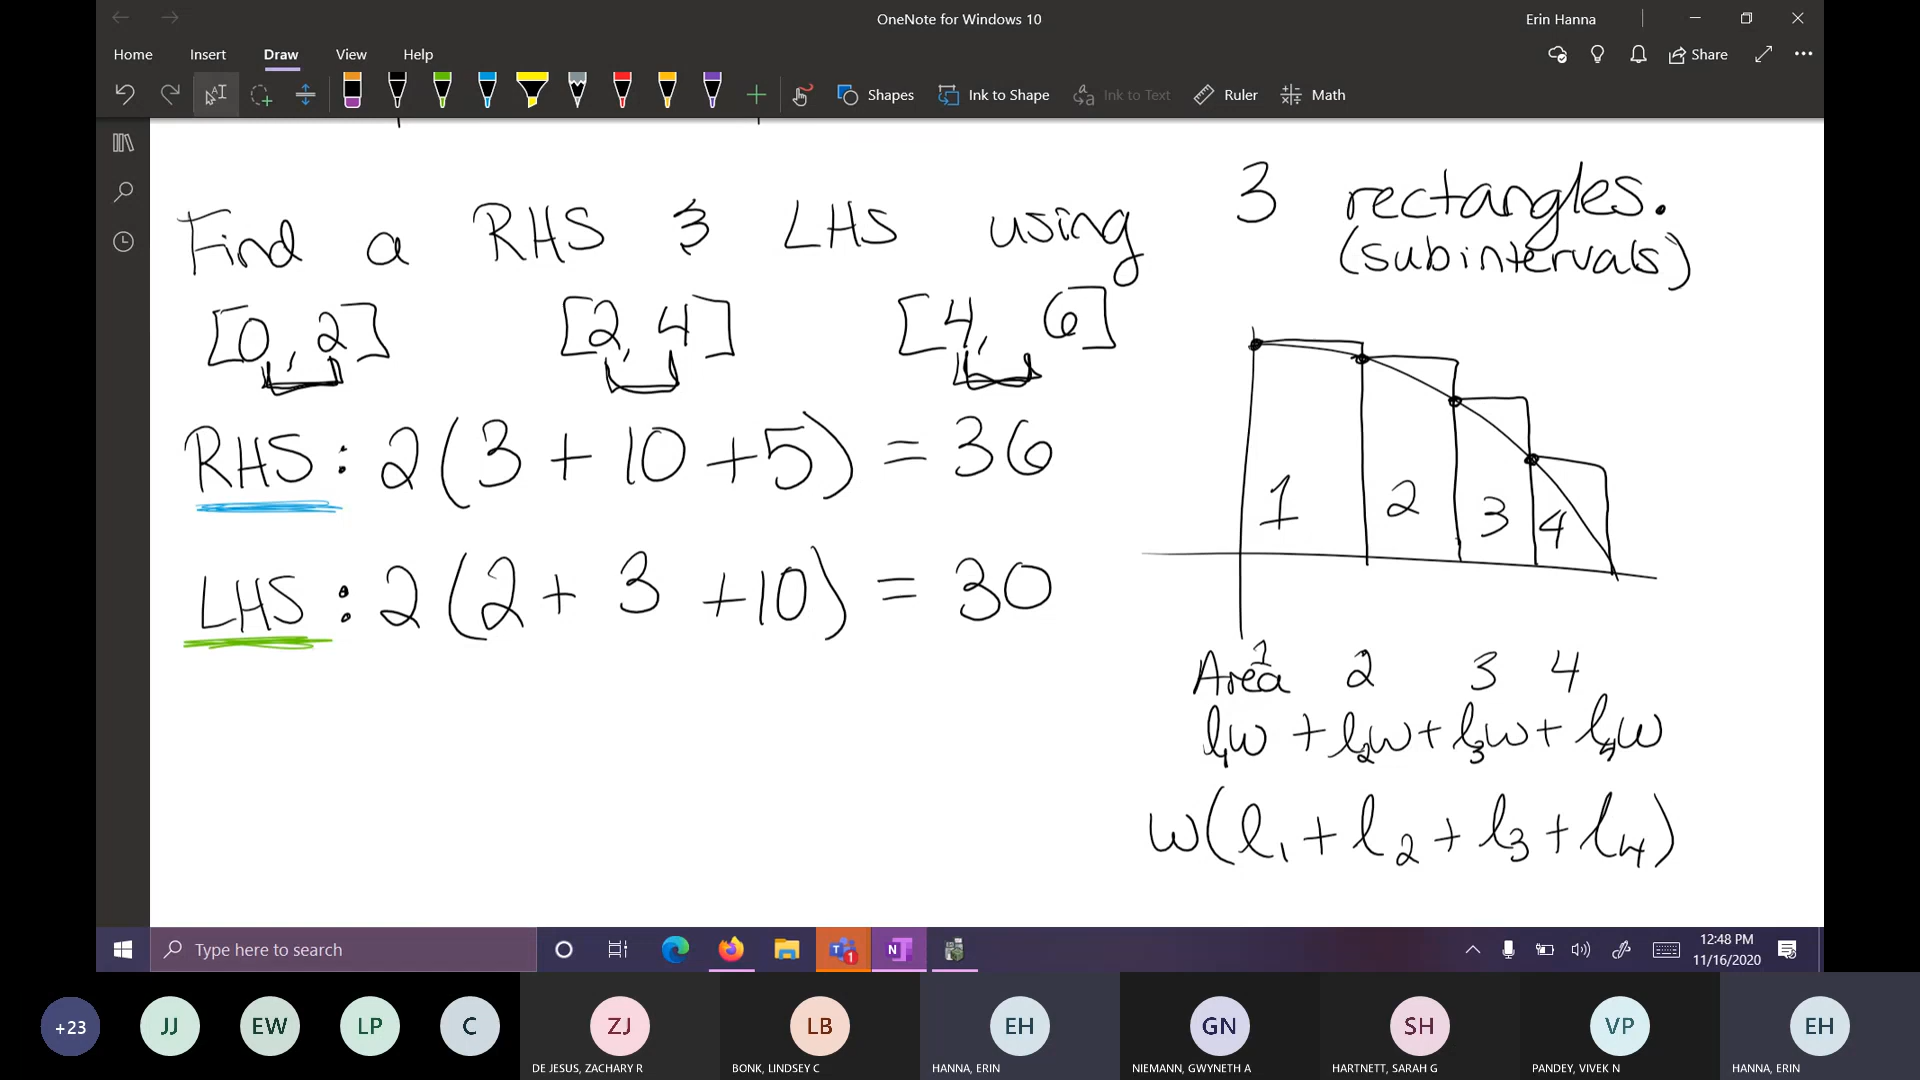 OneNote for Windows 10
Erin Hanna
Home Insert Draw View Help
Share
Shapes Ink to Shape Ink to Text Ruler Math
Find a RHS & LHS using 3 rectangles.
(subintervals)
[0, 2] [2, 4] [4, 6]
RHS: 2(3 + 10 + 5) = 36
LHS: 2(2 + 3 + 10) = 30
1 2 3 4
Area 1 2 3 4
l₁w + l₂w + l₃w + l₄w
w(l₁ + l₂ + l₃ + l₄)
Type here to search
1
12:48 PM
11/16/2020
+23 JJ EW LP C ZJ LB EH GN SH VP EH
DE JESUS, ZACHARY R BONK, LINDSEY C HANNA, ERIN NIEMANN, GWYNETH A HARTNETT, SARAH G PANDEY, VIVEK N HANNA, ERIN